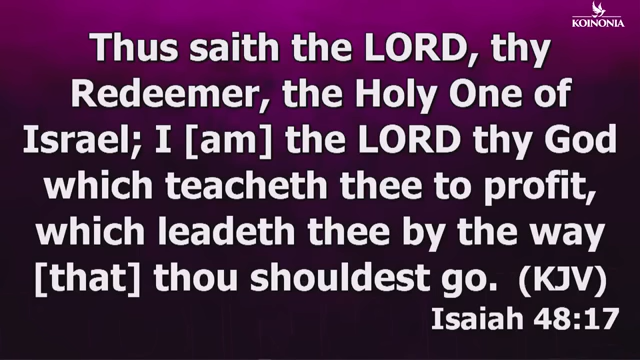 KOINONIA
Thus saith the LORD, thy
Redeemer, the Holy One of
Israel; I [am] the LORD thy God
which teacheth thee to profit,
which leadeth thee by the way
[that] thou shouldest go. (KJV)
Isaiah 48:17